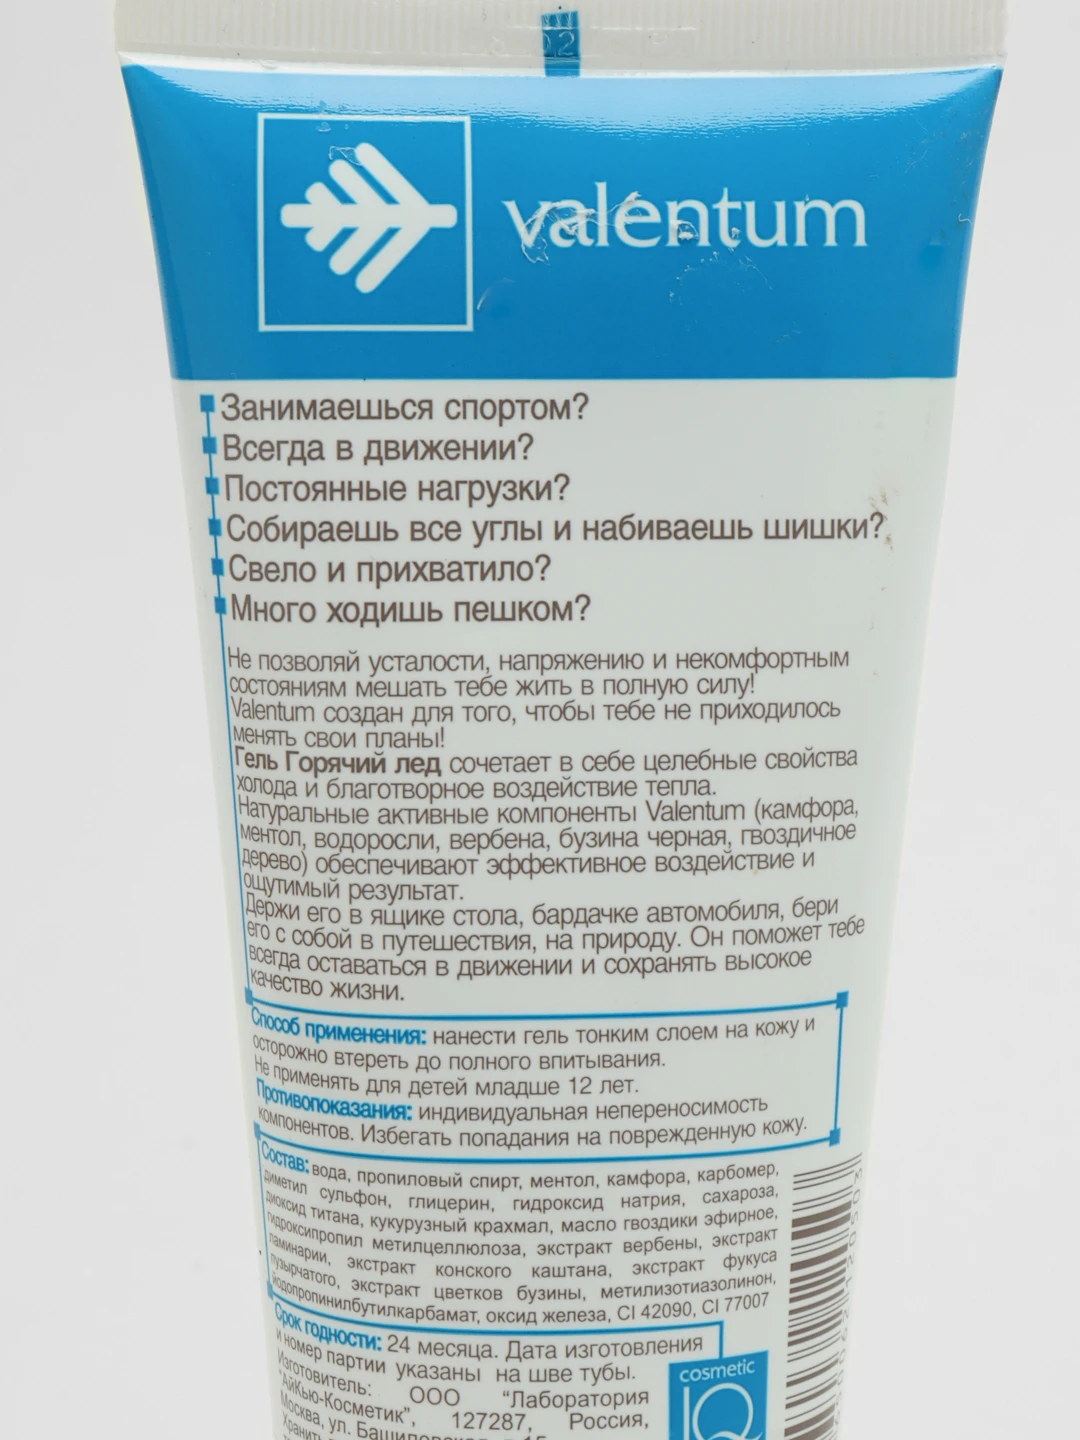 valentum
Занимаешься спортом?
Всегда в движении?
Постоянные нагрузки?
Собираешь все углы и набиваешь шишки?
Свело и прихватило?
Много ходишь пешком?
Не позволяй усталости, напряжению и некомфортным
состояниям мешать тебе жить в полную силу!
Valentum создан для того, чтобы тебе не приходилось
менять свои планы!
Гель Горячий лед сочетает в себе целебные свойства
холода и благотворное воздействие тепла.
Натуральные активные компоненты Valentum (камфора,
ментол, водоросли, вербена, бузина черная, гвоздичное
дерево) обеспечивают эффективное воздействие и
ощутимый результат.
Держи его в ящике стола, бардачке автомобиля, бери
его с собой в путешествия, на природу. Он поможет тебе
всегда оставаться в движении и сохранять высокое
качество жизни.
Способ применения: нанести гель тонким слоем на кожу и
осторожно втереть до полного впитывания.
Не применять для детей младше 12 лет.
Противопоказания: индивидуальная непереносимость
компонентов. Избегать попадания на поврежденную кожу.
Состав: вода, пропиловый спирт, ментол, камфора, карбомер,
диметил сульфон, глицерин, гидроксид натрия, сахароза,
диоксид титана, кукурузный крахмал, масло гвоздики эфирное,
гидроксипропил метилцеллюлоза, экстракт вербены, экстракт
ламинарии, экстракт конского каштана, экстракт фукуса
пузырчатого, экстракт цветков бузины, метилизотиазолинон,
йодопропинилбутилкарбамат, оксид железа, CI 42090, CI 77007
Срок годности: 24 месяца. Дата изготовления
и номер партии указаны на шве тубы.
Изготовитель: ООО "Лаборатория
"АйКью-Косметик", 127287, Россия,
Москва, ул.
Хранить
cosmetic
IQ